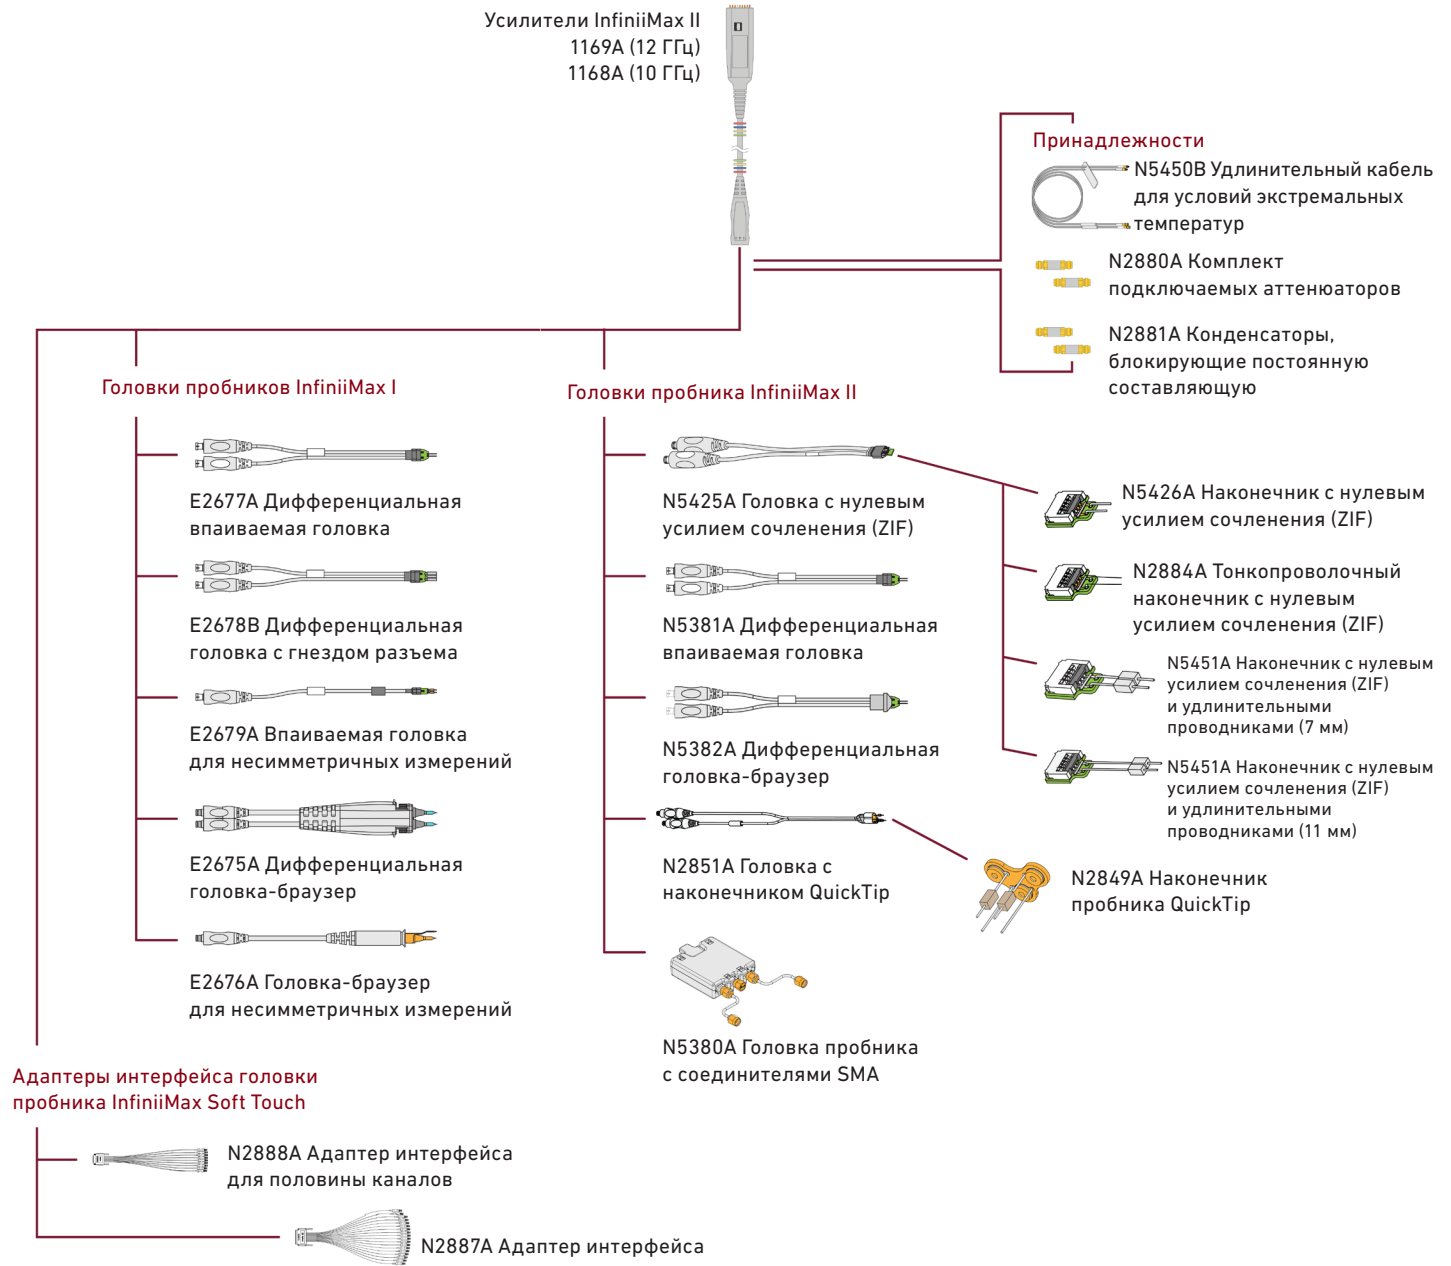 Усилители InfiniiMax II
1169A (12 ГГц)
1168A (10 ГГц)
Принадлежности
N5450B Удлинительный кабель
для условий экстремальных
температур
N2880A Комплект
подключаемых аттенюаторов
N2881A Конденсаторы,
блокирующие постоянную
составляющую
Головки пробников InfiniiMax I
E2677A Дифференциальная
впаиваемая головка
E2678B Дифференциальная
головка с гнездом разъема
E2679A Впаиваемая головка
для несимметричных измерений
E2675A Дифференциальная
головка-браузер
E2676A Головка-браузер
для несимметричных измерений
Головки пробника InfiniiMax II
N5425A Головка с нулевым
усилием сочленения (ZIF)
N5381A Дифференциальная
впаиваемая головка
N5382A Дифференциальная
головка-браузер
N2851A Головка с
наконечником QuickTip
N5380A Головка пробника
с соединителями SMA
N5426A Наконечник с нулевым
усилием сочленения (ZIF)
N2884A Тонкопроволочный
наконечник с нулевым
усилием сочленения (ZIF)
N5451A Наконечник с нулевым
усилием сочленения (ZIF)
и удлинительными
проводниками (7 мм)
N5451A Наконечник с нулевым
усилием сочленения (ZIF)
и удлинительными
проводниками (11 мм)
N2849A Наконечник
пробника QuickTip
Адаптеры интерфейса головки
пробника InfiniiMax Soft Touch
N2888A Адаптер интерфейса
для половины каналов
N2887A Адаптер интерфейса